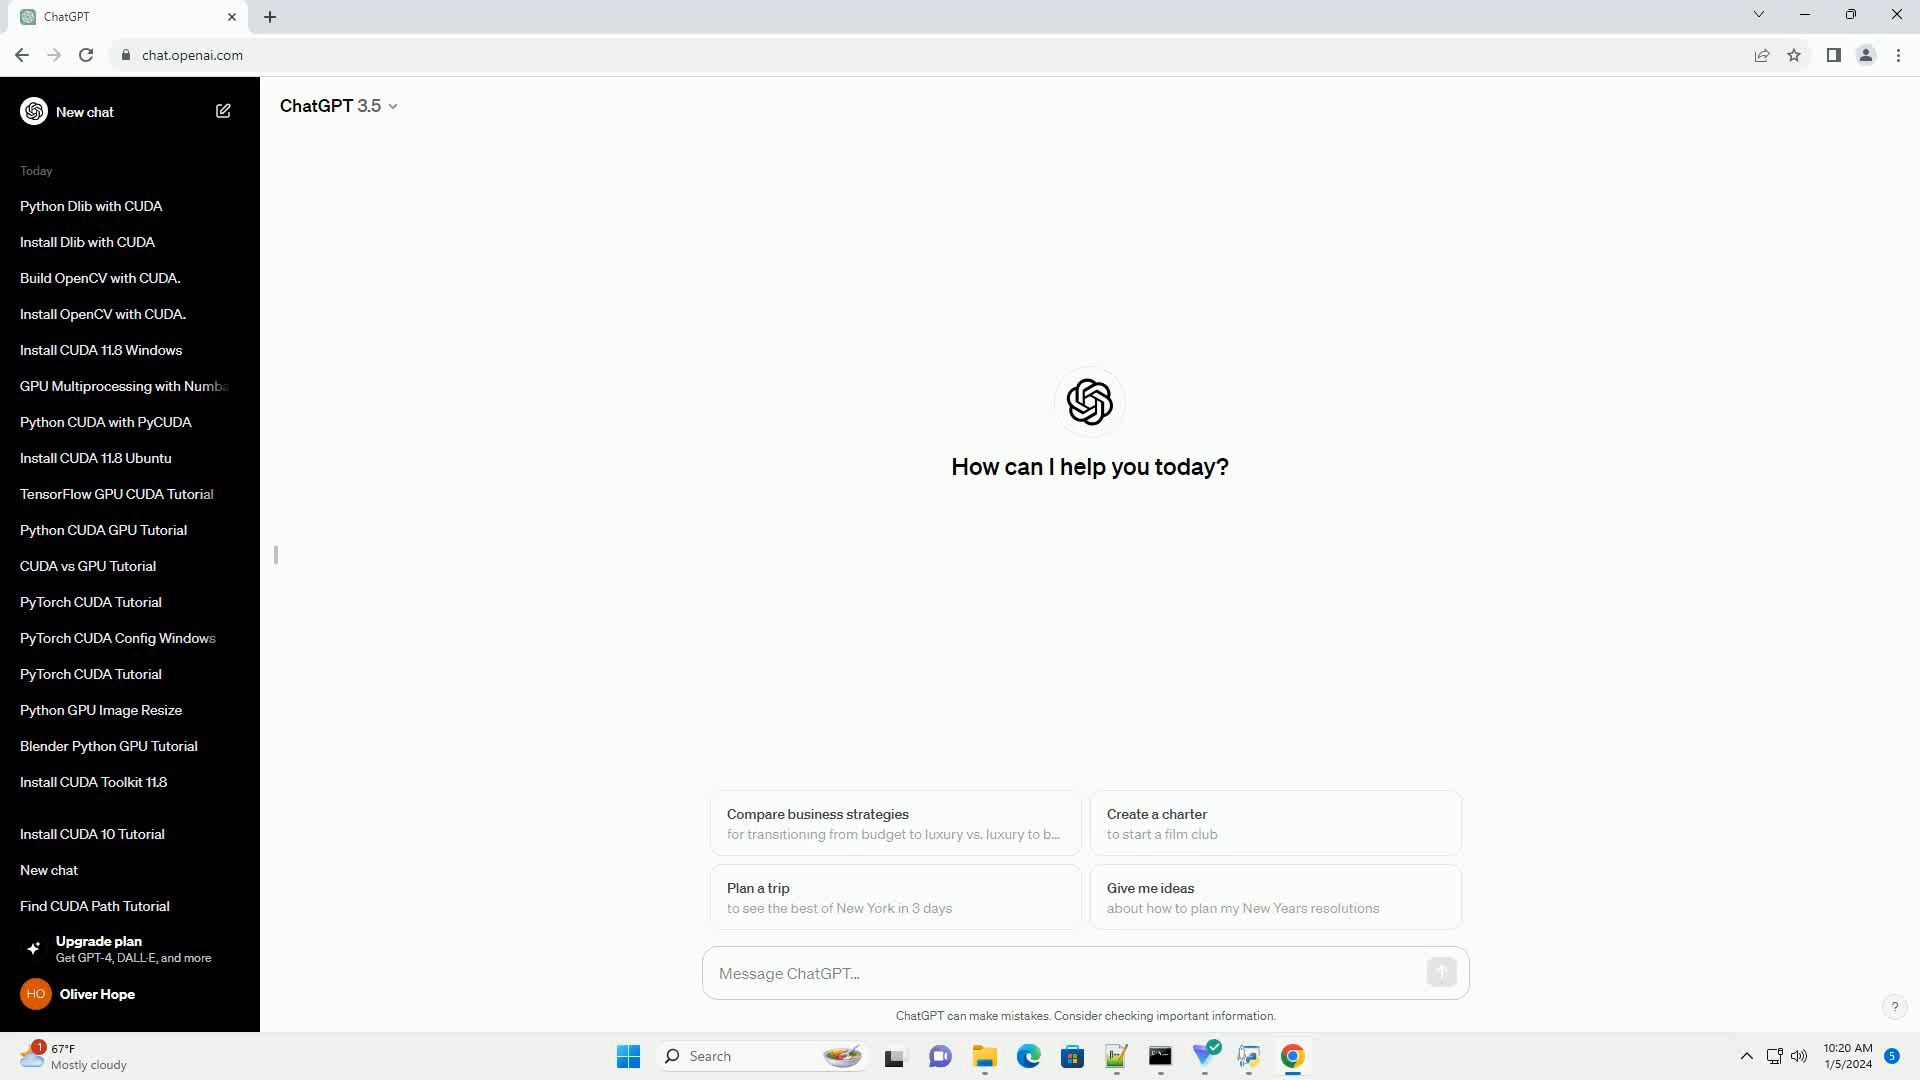 ChatGPT
chat.openai.com
New chat
ChatGPT 3.5
Today
Python Dlib with CUDA
Install Dlib with CUDA
Build OpenCV with CUDA.
Install OpenCV with CUDA.
Install CUDA 11.8 Windows
GPU Multiprocessing with Numba
Python CUDA with PyCUDA
Install CUDA 11.8 Ubuntu
TensorFlow GPU CUDA Tutorial
Python CUDA GPU Tutorial
CUDA vs GPU Tutorial
PyTorch CUDA Tutorial
PyTorch CUDA Config Windows
PyTorch CUDA Tutorial
Python GPU Image Resize
Blender Python GPU Tutorial
Install CUDA Toolkit 11.8
Install CUDA 10 Tutorial
New chat
Find CUDA Path Tutorial
Upgrade plan
Get GPT-4, DALL·E, and more
HO
Oliver Hope
How can I help you today?
Compare business strategies
for transitioning from budget to luxury vs. luxury to b...
Create a charter
to start a film club
Plan a trip
to see the best of New York in 3 days
Give me ideas
about how to plan my New Years resolutions
Message ChatGPT...
ChatGPT can make mistakes. Consider checking important information.
?
1
67°F
Mostly cloudy
Search
10:20 AM
1/5/2024
5